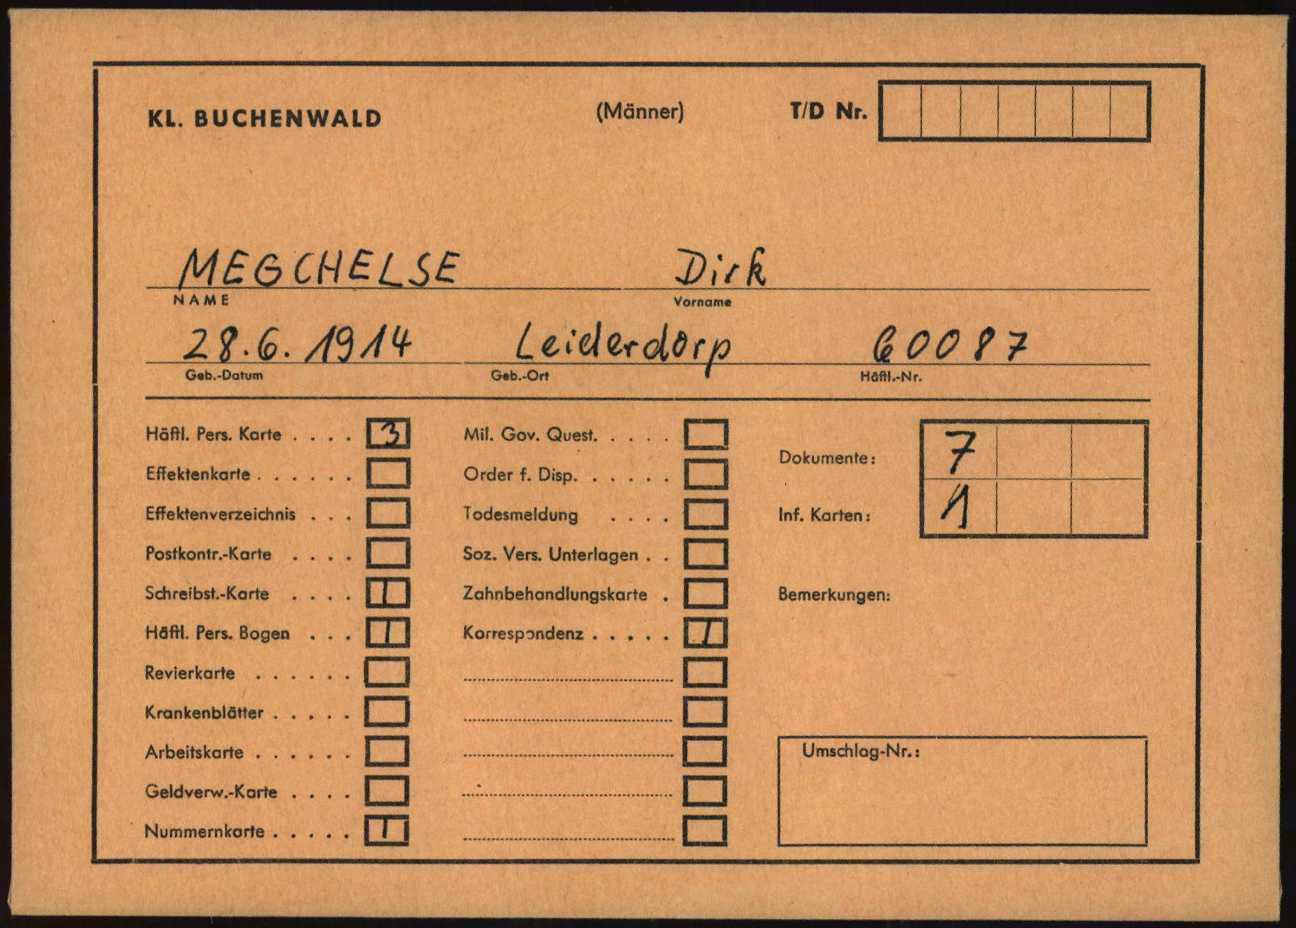 KL. BUCHENWALD (Männer) T/D Nr.
MEGCHELSE Dirk
NAME Vorname
28.6.1914 Leiderdorp 60087
Geb.-Datum Geb.-Ort Häftl.-Nr.
Häftl. Pers. Karte . . . . 3 Mil. Gov. Quest. . . . . .
Dokumente: 7
Effektenkarte . . . . . . Order f. Disp. . . . . .
Effektenverzeichnis . . . Todesmeldung . . . . Inf. Karten: 1
Postkontr.-Karte . . . . Soz. Vers. Unterlagen . .
Schreibst.-Karte . . . . 1 Zahnbehandlungskarte . Bemerkungen:
Häftl. Pers. Bogen . . . 1 Korrespondenz . . . . . 1
Revierkarte . . . . . .
Krankenblätter . . . . .
Arbeitskarte . . . . . . Umschlag-Nr.:
Geldverw.-Karte . . . .
Nummernkarte . . . . . 1